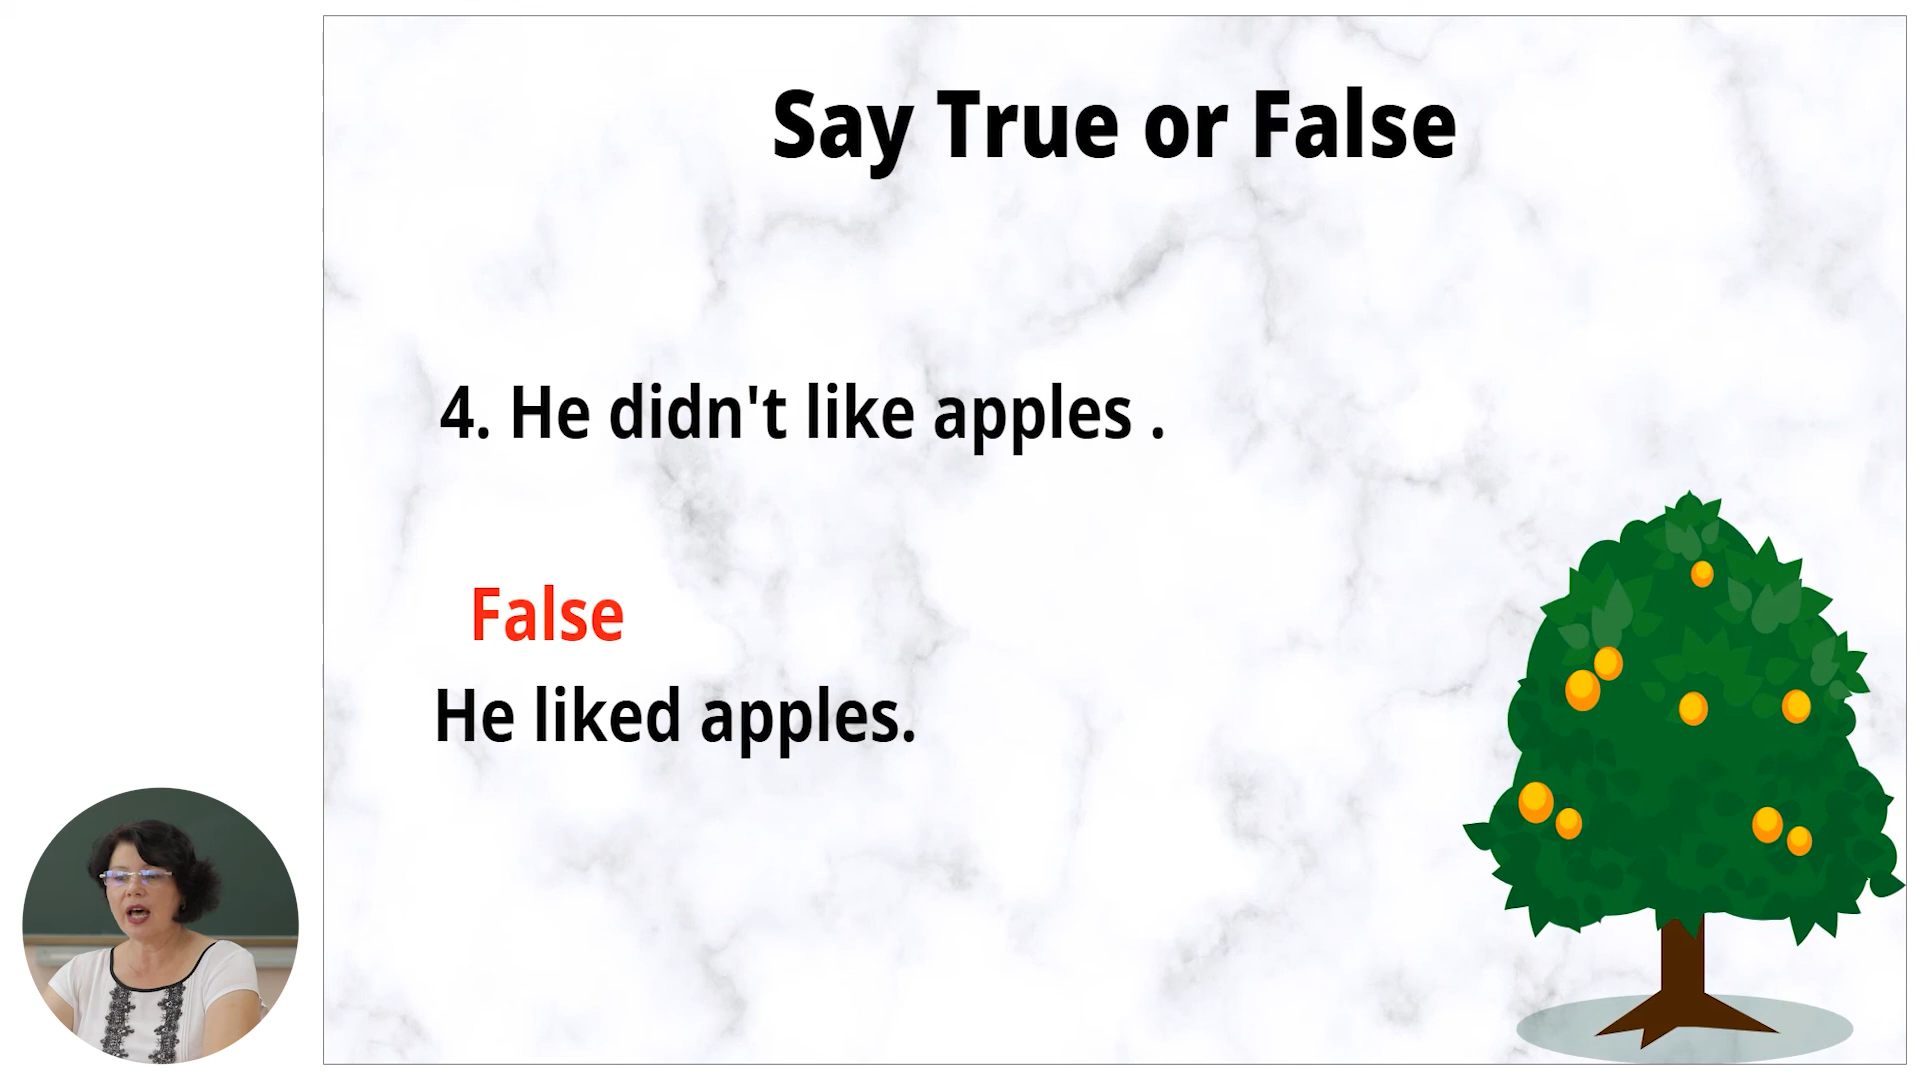 Say True or False
4. He didn't like apples .
False
He liked apples.